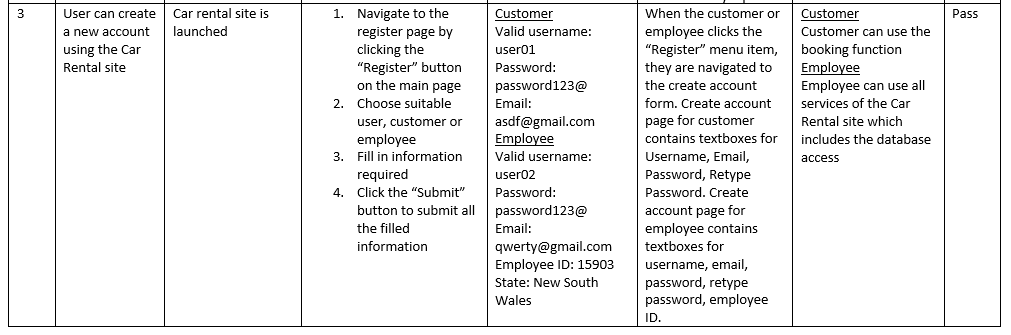 3
User can create
a new account
using the Car
Rental site
Car rental site is
launched
1. Navigate to the
register page by
clicking the
“Register” button
on the main page
2. Choose suitable
user, customer or
employee
3. Fill in information
required
4. Click the “Submit”
button to submit all
the filled
information
Customer
Valid username:
user01
Password:
password123@
Email:
asdf@gmail.com
Employee
Valid username:
user02
Password:
password123@
Email:
qwerty@gmail.com
Employee ID: 15903
State: New South
Wales
When the customer or
employee clicks the
“Register” menu item,
they are navigated to
the create account
form. Create account
page for customer
contains textboxes for
Username, Email,
Password, Retype
Password. Create
account page for
employee contains
textboxes for
username, email,
password, retype
password, employee
ID.
Customer
Customer can use the
booking function
Employee
Employee can use all
services of the Car
Rental site which
includes the database
access
Pass